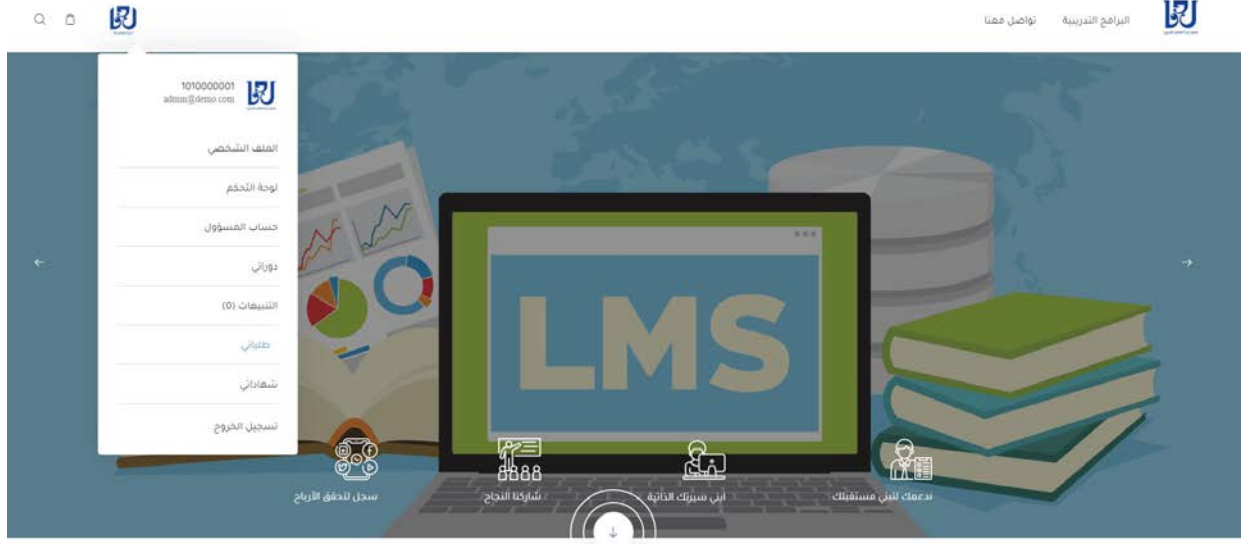 البرامج التدريبية
تواصل معنا
1010000001
admin@demo.com
الملف الشخصي
لوحة التحكم
حساب المسؤول
دوراتي
التنبيهات (0)
طلباتي
شهاداتي
تسجيل الخروج
LMS
ندعمك لتبني مستقبلك
ابني سيرتك الذاتية
شاركنا النجاح
سجل لتحقق الأرباح